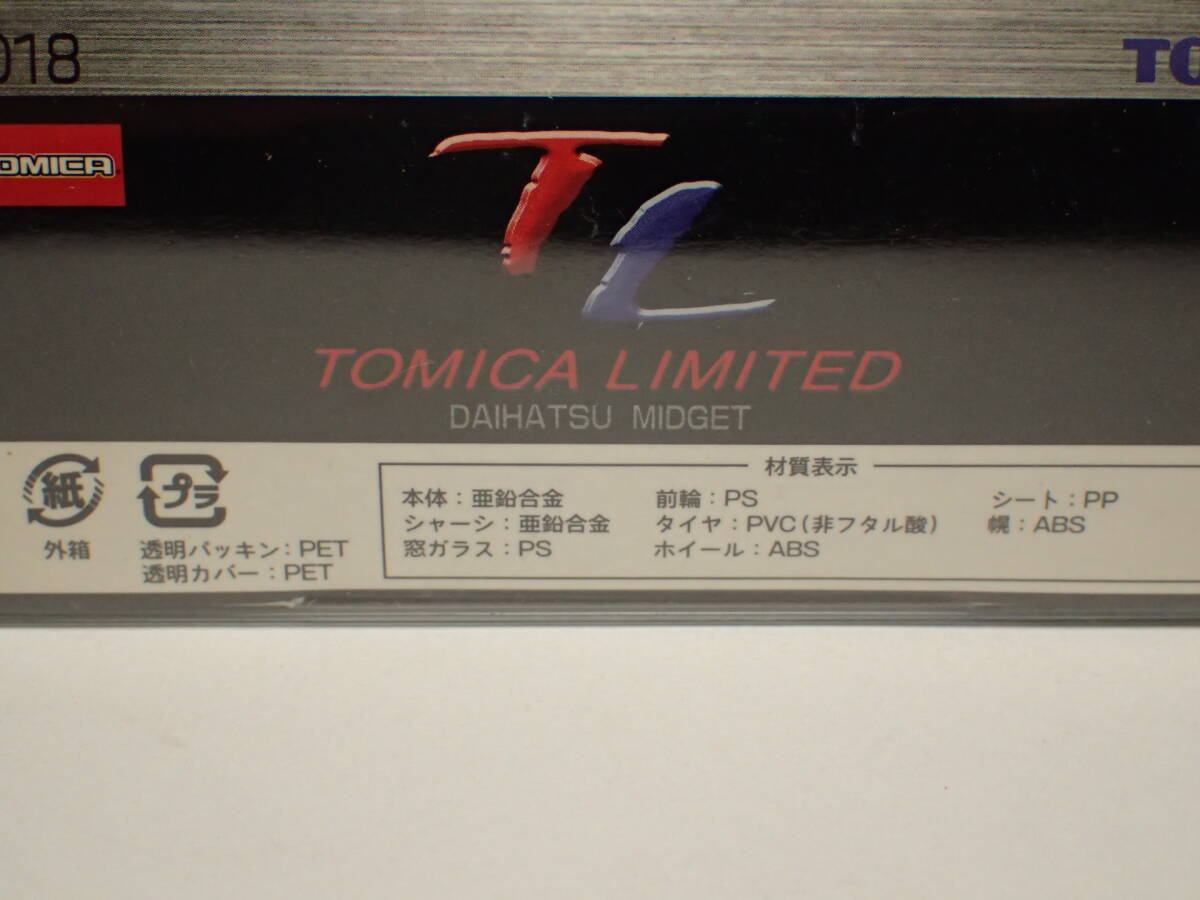 018
TO
OMICA
TL
TOMICA LIMITED
DAIHATSU MIDGET
紙
外箱
プラ
透明パッキン：PET
透明カバー：PET
材質表示
本体：亜鉛合金
シャーシ：亜鉛合金
窓ガラス：PS
前輪：PS
タイヤ：PVC（非フタル酸）
ホイール：ABS
シート：PP
幌：ABS